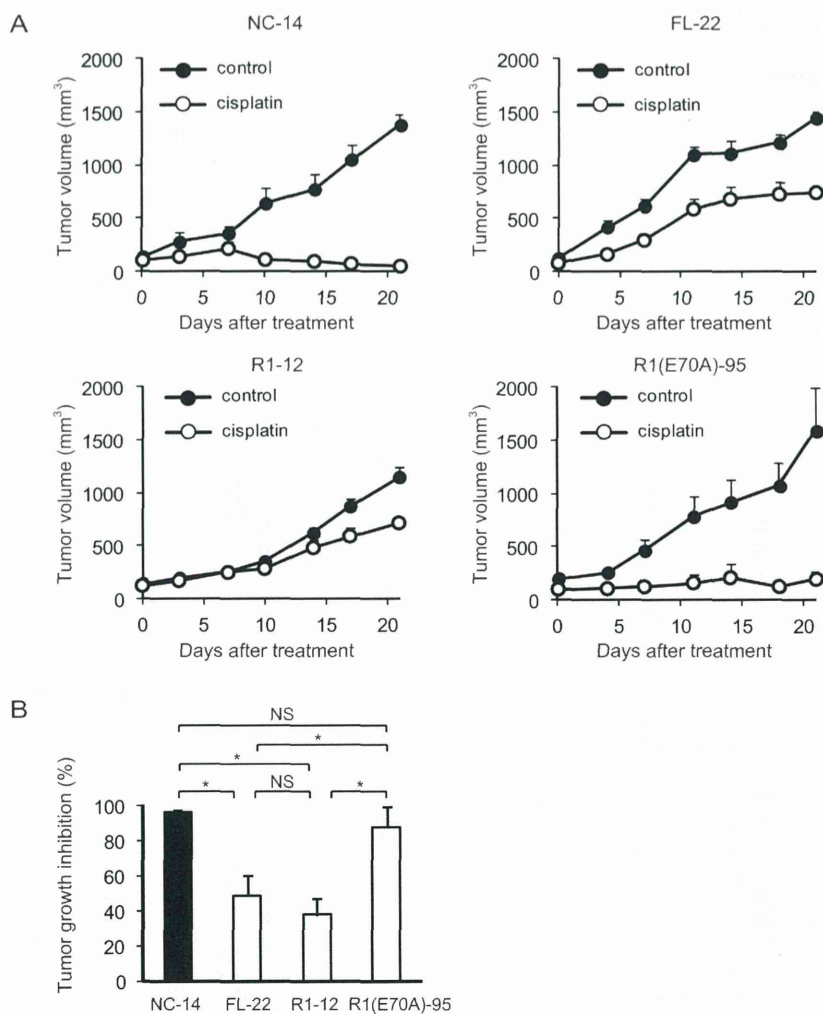 A
NC-14
2000
1500
1000
500
0
Tumor volume (mm³)
control
cisplatin
0 5 10 15 20
Days after treatment
FL-22
2000
1500
1000
500
0
Tumor volume (mm³)
control
cisplatin
0 5 10 15 20
Days after treatment
R1-12
2000
1500
1000
500
0
Tumor volume (mm³)
control
cisplatin
0 5 10 15 20
Days after treatment
R1(E70A)-95
2000
1500
1000
500
0
Tumor volume (mm³)
control
cisplatin
0 5 10 15 20
Days after treatment
B
NS
*
*
* NS *
100
80
60
40
20
0
Tumor growth inhibition (%)
NC-14 FL-22 R1-12 R1(E70A)-95